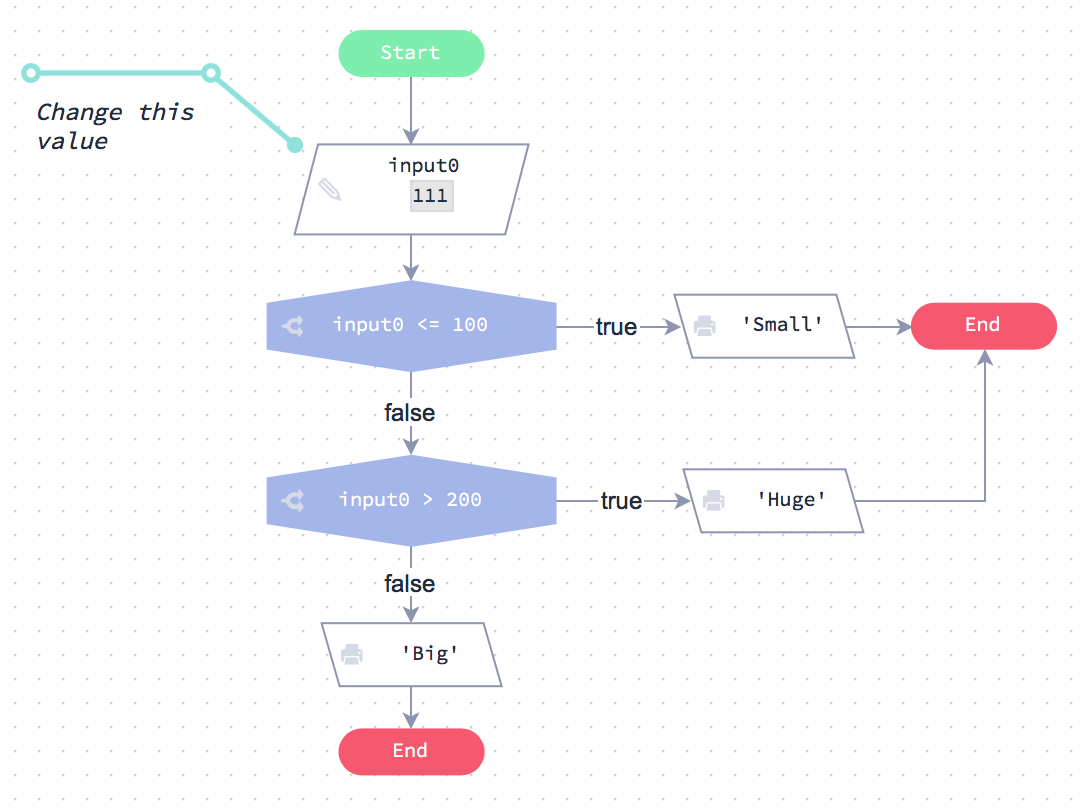 Start
Change this
value
input0
111
input0 <= 100
true
'Small'
End
false
input0 > 200
true
'Huge'
false
'Big'
End